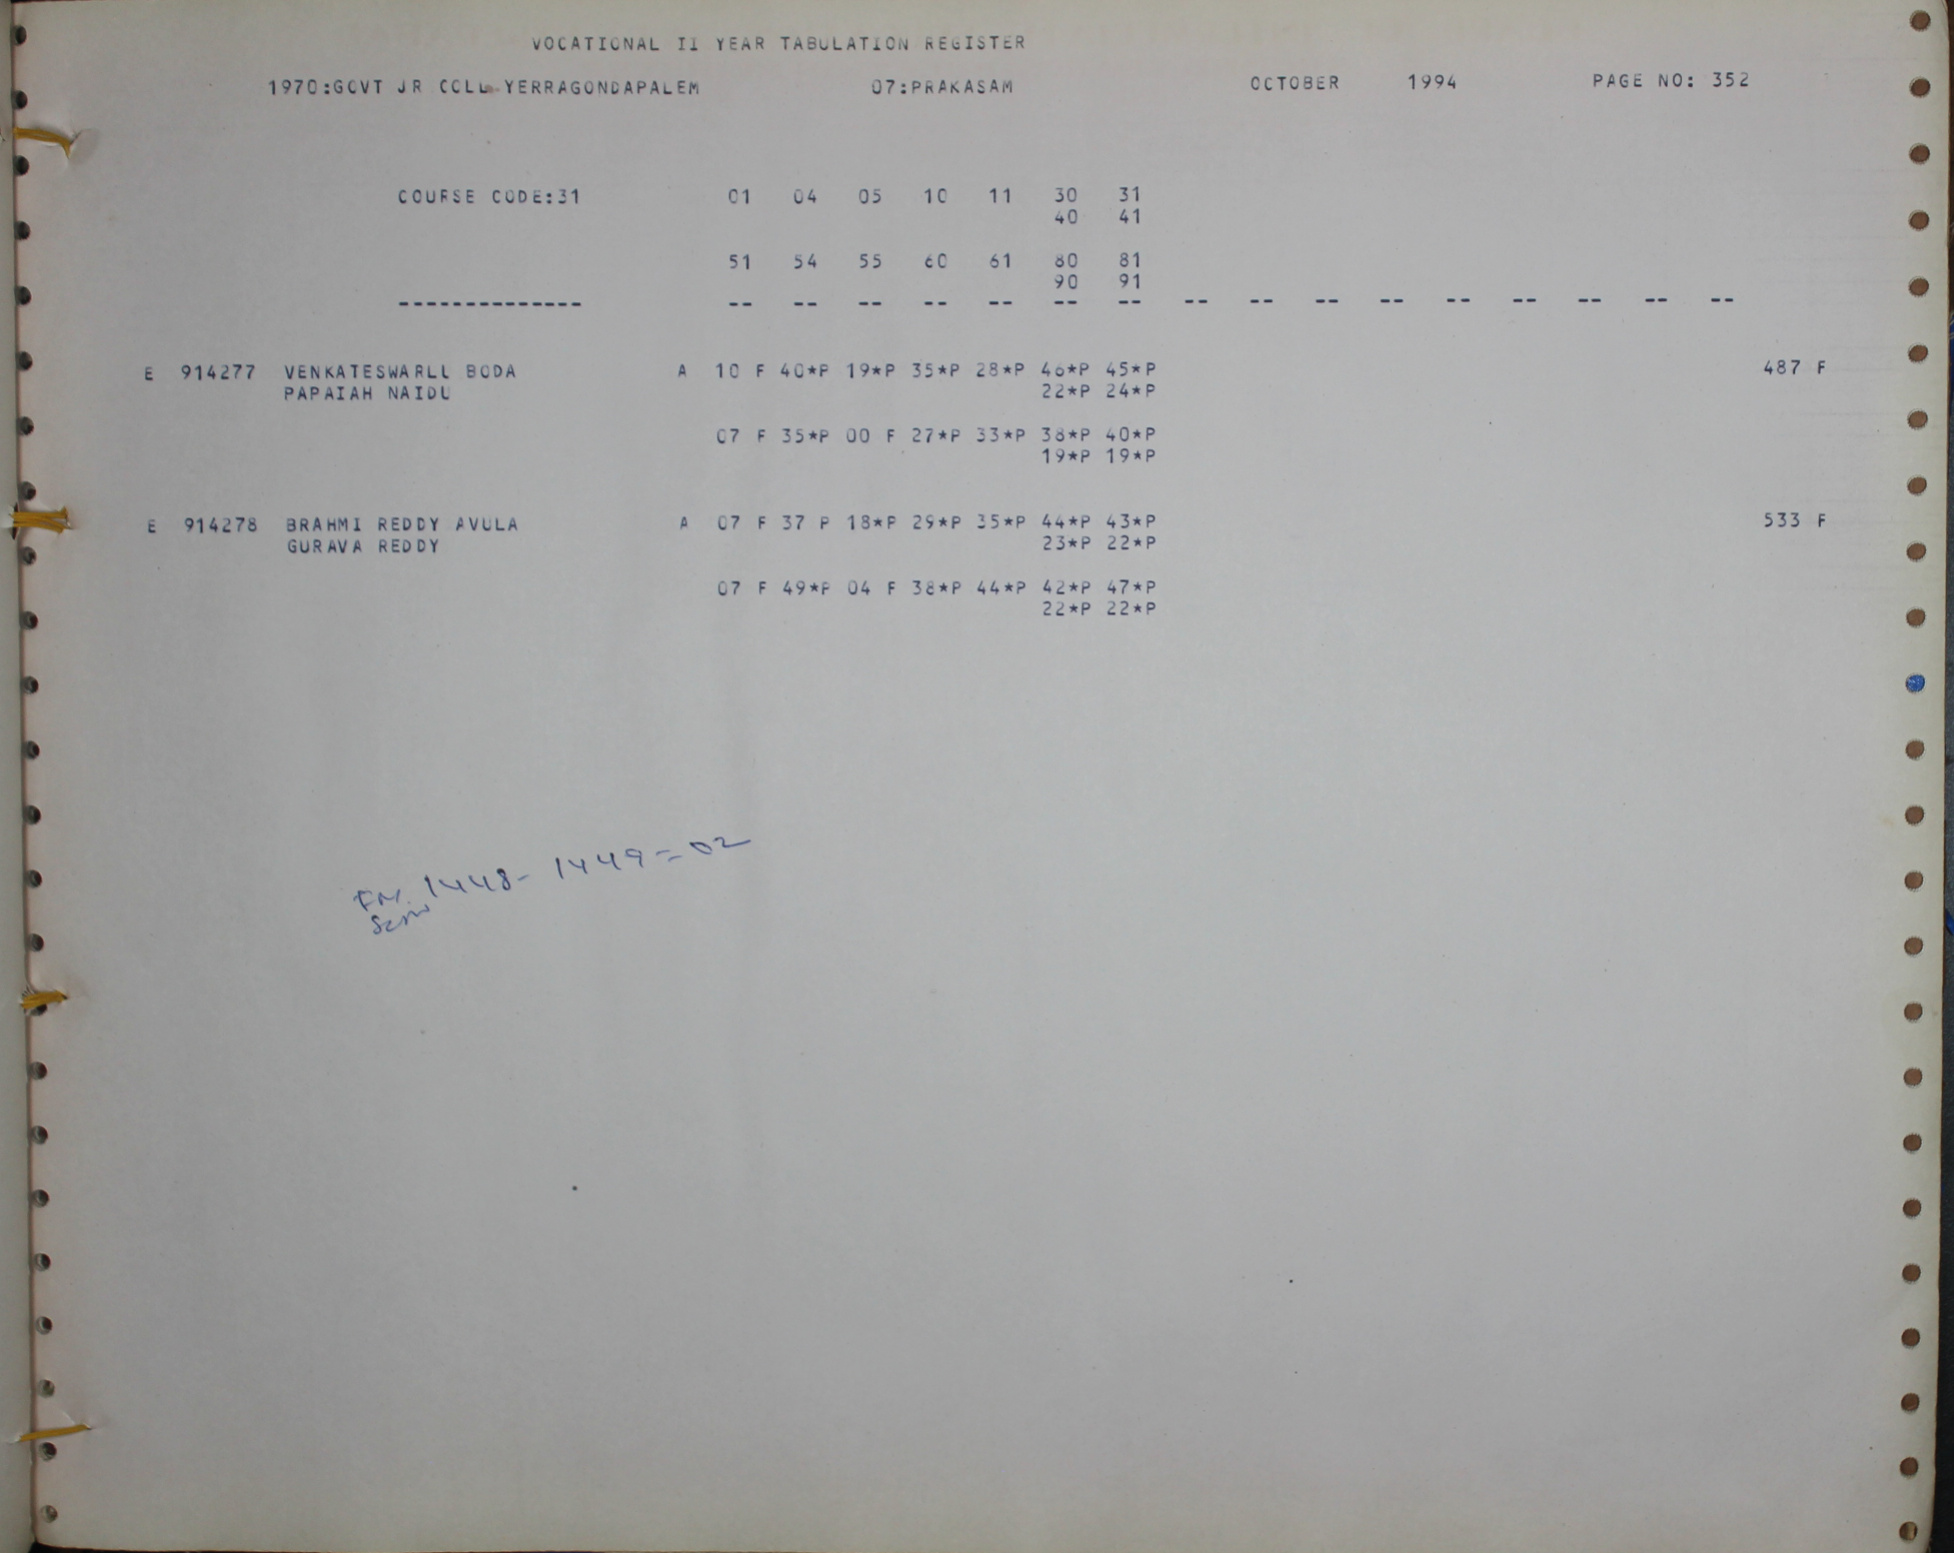 VOCATIONAL II YEAR TABULATION REGISTER
1970:GOVT JR COLL YERRAGONDAPALEM 07:PRAKASAM OCTOBER 1994 PAGE NO: 352
COURSE CODE:31 01 04 05 10 11 30 31
40 41
51 54 55 60 61 80 81
90 91
-------------- -- -- -- -- -- -- -- -- -- -- -- -- -- -- -- --
E 914277 VENKATESWARLU BODA A 10 F 40*P 19*P 35*P 28*P 46*P 45*P 487 F
PAPAIAH NAIDU 22*P 24*P
07 F 35*P 00 F 27*P 33*P 38*P 40*P
19*P 19*P
E 914278 BRAHMI REDDY AVULA A 07 F 37 P 18*P 29*P 35*P 44*P 43*P 533 F
GURAVA REDDY 23*P 22*P
07 F 49*P 04 F 38*P 44*P 42*P 47*P
22*P 22*P
1448- 1449=02